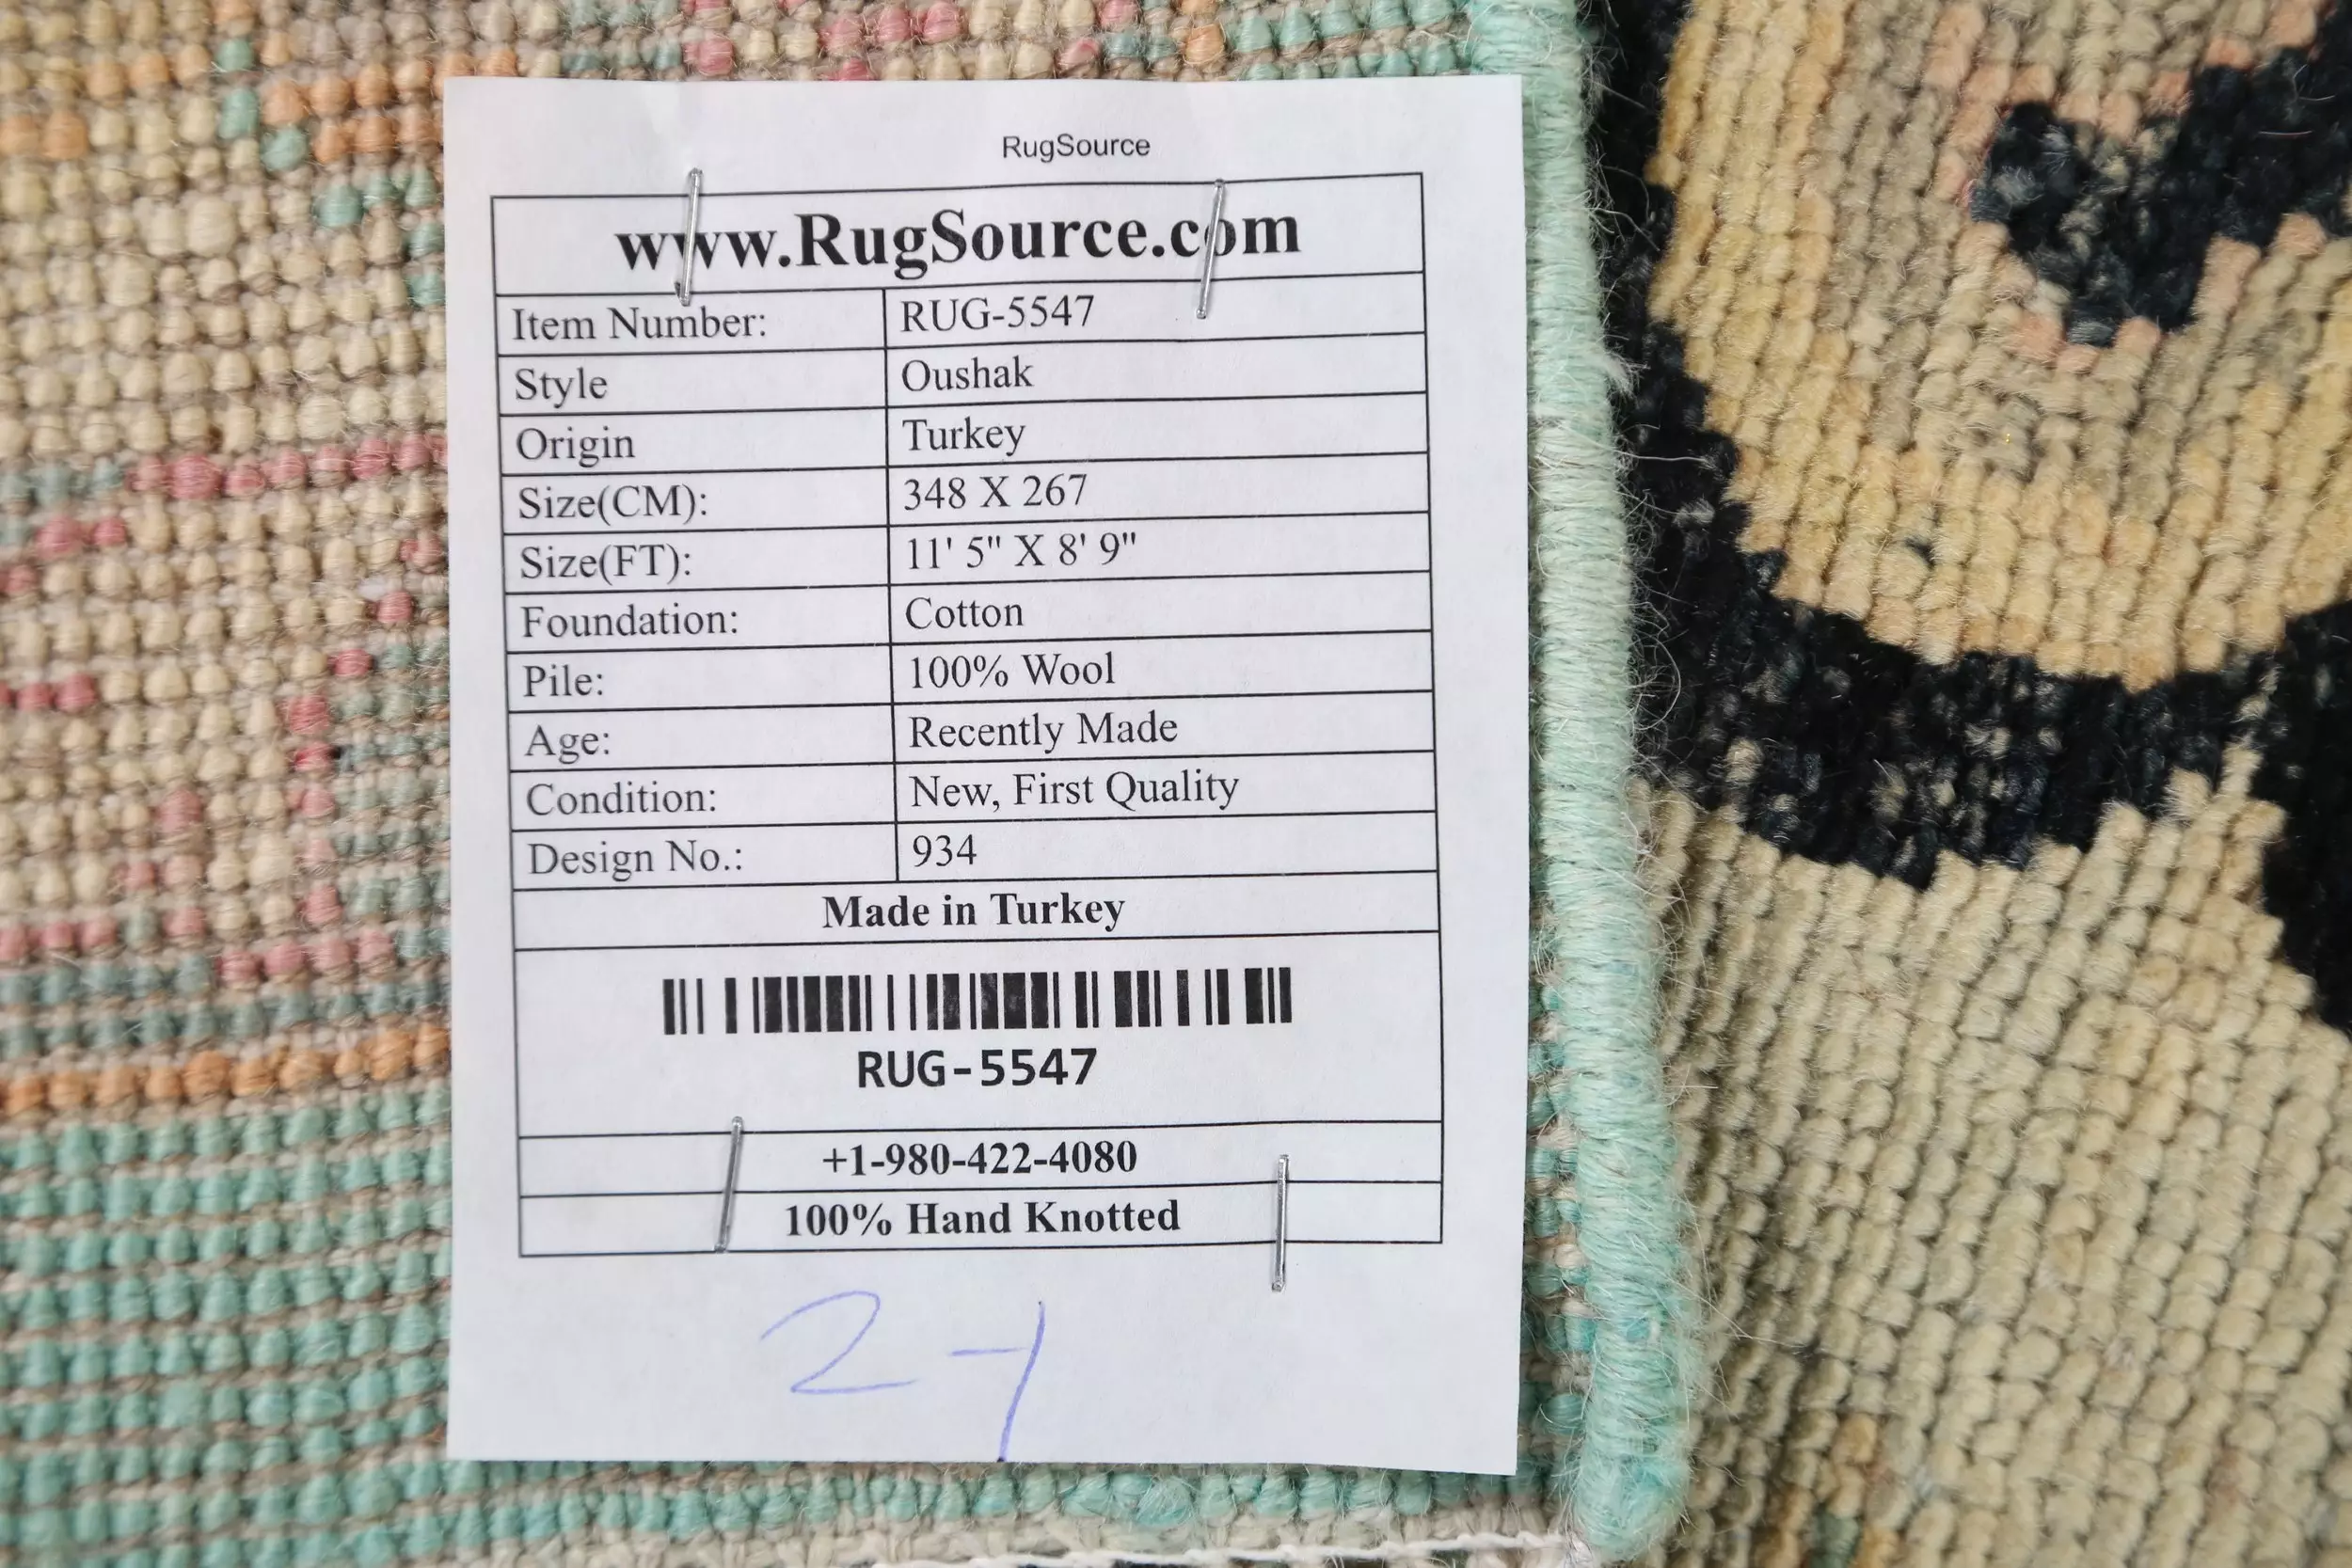 RugSource
www.RugSource.com
Item Number: RUG-5547
Style Oushak
Origin Turkey
Size(CM): 348 X 267
Size(FT): 11' 5" X 8' 9"
Foundation: Cotton
Pile: 100% Wool
Age: Recently Made
Condition: New, First Quality
Design No.: 934
Made in Turkey
RUG-5547
+1-980-422-4080
100% Hand Knotted